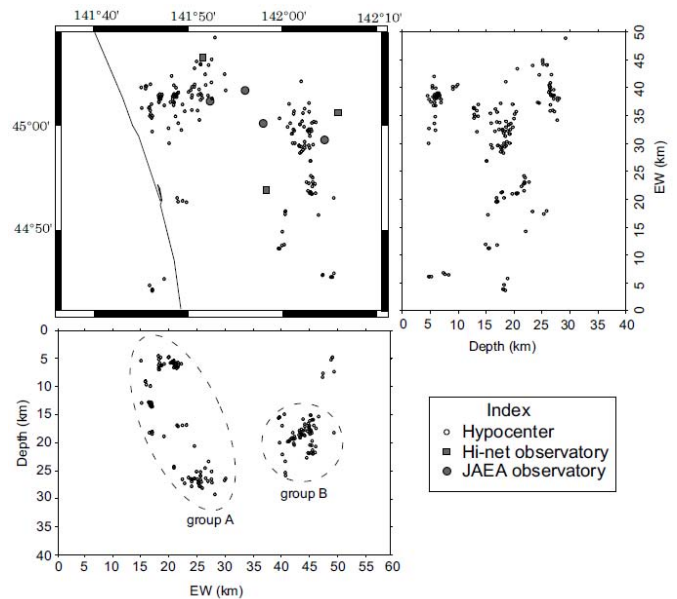 141°40' 141°50' 142°00' 142°10'
45°00'
44°50'
50
45
40
35
30
25
20
15
10
5
0
EW (km)
0 5 10 15 20 25 30 35 40
Depth (km)
0
5
10
15
20
25
30
35
40
Depth (km)
group A
group B
0 5 10 15 20 25 30 35 40 45 50 55 60
EW (km)
Index
Hypocenter
Hi-net observatory
JAEA observatory